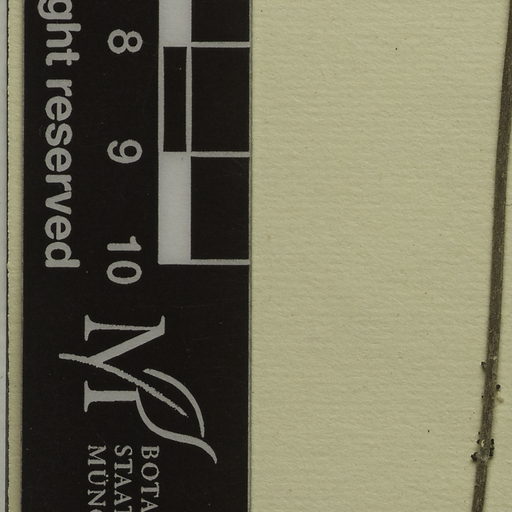 ght reserved
8
9
10
BOTA
STAAT
MÜNC